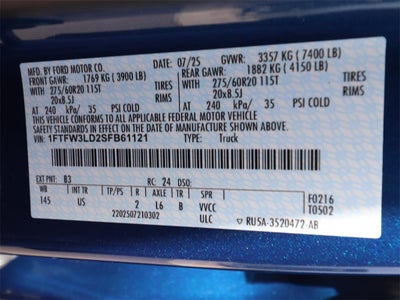 MFD. BY FORD MOTOR CO. DATE: 07/25 GVWR: 3357 KG (7400 LB)
FRONT GAWR: 1769 KG (3900 LB) REAR GAWR: 1882 KG (4150 LB)
275/60R20 115T TIRES 275/60R20 115T TIRES
20x8.5J RIMS 20x8.5J RIMS
AT 240 kPa/ 35 PSI COLD AT 240 kPa/ 35 PSI COLD
THIS VEHICLE CONFORMS TO ALL APPLICABLE FEDERAL MOTOR VEHICLE
SAFETY AND THEFT PREVENTION STANDARDS IN EFFECT ON THE DATE OF
MANUFACTURE SHOWN ABOVE.
VIN: 1FTFW3LD2SFB61121 TYPE: Truck
EXT PNT: B3 RC: 24 DSO:
WB INT TR TP/PS R AXLE TR SPR F0216
145 US 2 L6 B VVCC T0502
2202507210302 ULC RU5A-3520472-AB